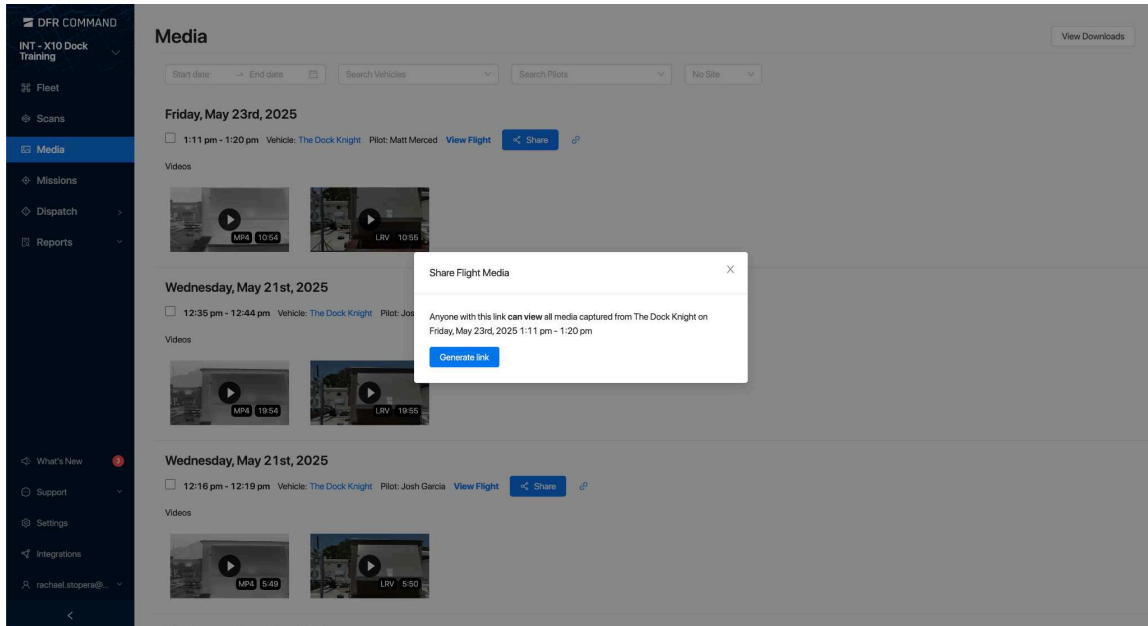 DFR COMMAND
INT - X10 Dock
Training
Fleet
Scans
Media
Missions
Dispatch
Reports
What's New 3
Support
Settings
Integrations
rachael.stopera@...
Media
View Downloads
Start date End date Search Vehicles Search Pilots No Site
Friday, May 23rd, 2025
1:11 pm - 1:20 pm Vehicle: The Dock Knight Pilot: Matt Merced View Flight Share
Videos
MP4 10:54 LRV 10:55
Share Flight Media
Anyone with this link can view all media captured from The Dock Knight on
Friday, May 23rd, 2025 1:11 pm - 1:20 pm
Generate link
Wednesday, May 21st, 2025
12:35 pm - 12:44 pm Vehicle: The Dock Knight Pilot: Jos
Videos
MP4 19:54 LRV 19:55
Wednesday, May 21st, 2025
12:16 pm - 12:19 pm Vehicle: The Dock Knight Pilot: Josh Garcia View Flight Share
Videos
MP4 5:49 LRV 5:50